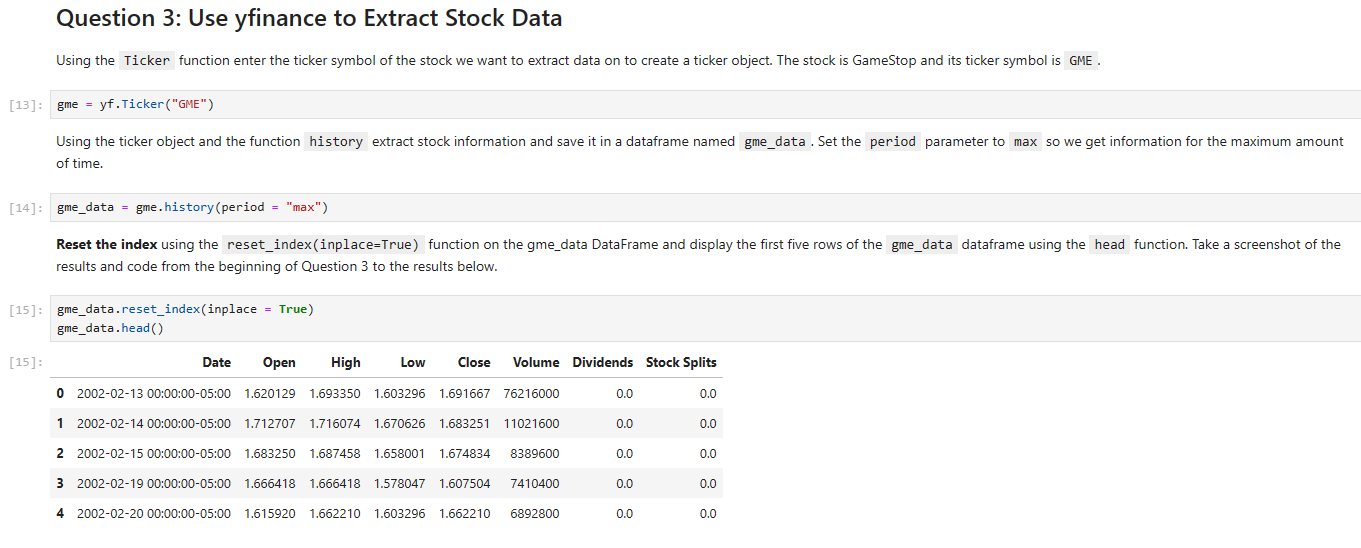 Question 3: Use yfinance to Extract Stock Data
Using the Ticker function enter the ticker symbol of the stock we want to extract data on to create a ticker object. The stock is GameStop and its ticker symbol is GME.
[13]: gme = yf.Ticker("GME")
Using the ticker object and the function history extract stock information and save it in a dataframe named gme_data. Set the period parameter to max so we get information for the maximum amount
of time.
[14]: gme_data = gme.history(period = "max")
Reset the index using the reset_index(inplace=True) function on the gme_data DataFrame and display the first five rows of the gme_data dataframe using the head function. Take a screenshot of the
results and code from the beginning of Question 3 to the results below.
[15]: gme_data.reset_index(inplace = True)
gme_data.head()
[15]: Date Open High Low Close Volume Dividends Stock Splits
0 2002-02-13 00:00:00-05:00 1.620129 1.693350 1.603296 1.691667 76216000 0.0 0.0
1 2002-02-14 00:00:00-05:00 1.712707 1.716074 1.670626 1.683251 11021600 0.0 0.0
2 2002-02-15 00:00:00-05:00 1.683250 1.687458 1.658001 1.674834 8389600 0.0 0.0
3 2002-02-19 00:00:00-05:00 1.666418 1.666418 1.578047 1.607504 7410400 0.0 0.0
4 2002-02-20 00:00:00-05:00 1.615920 1.662210 1.603296 1.662210 6892800 0.0 0.0